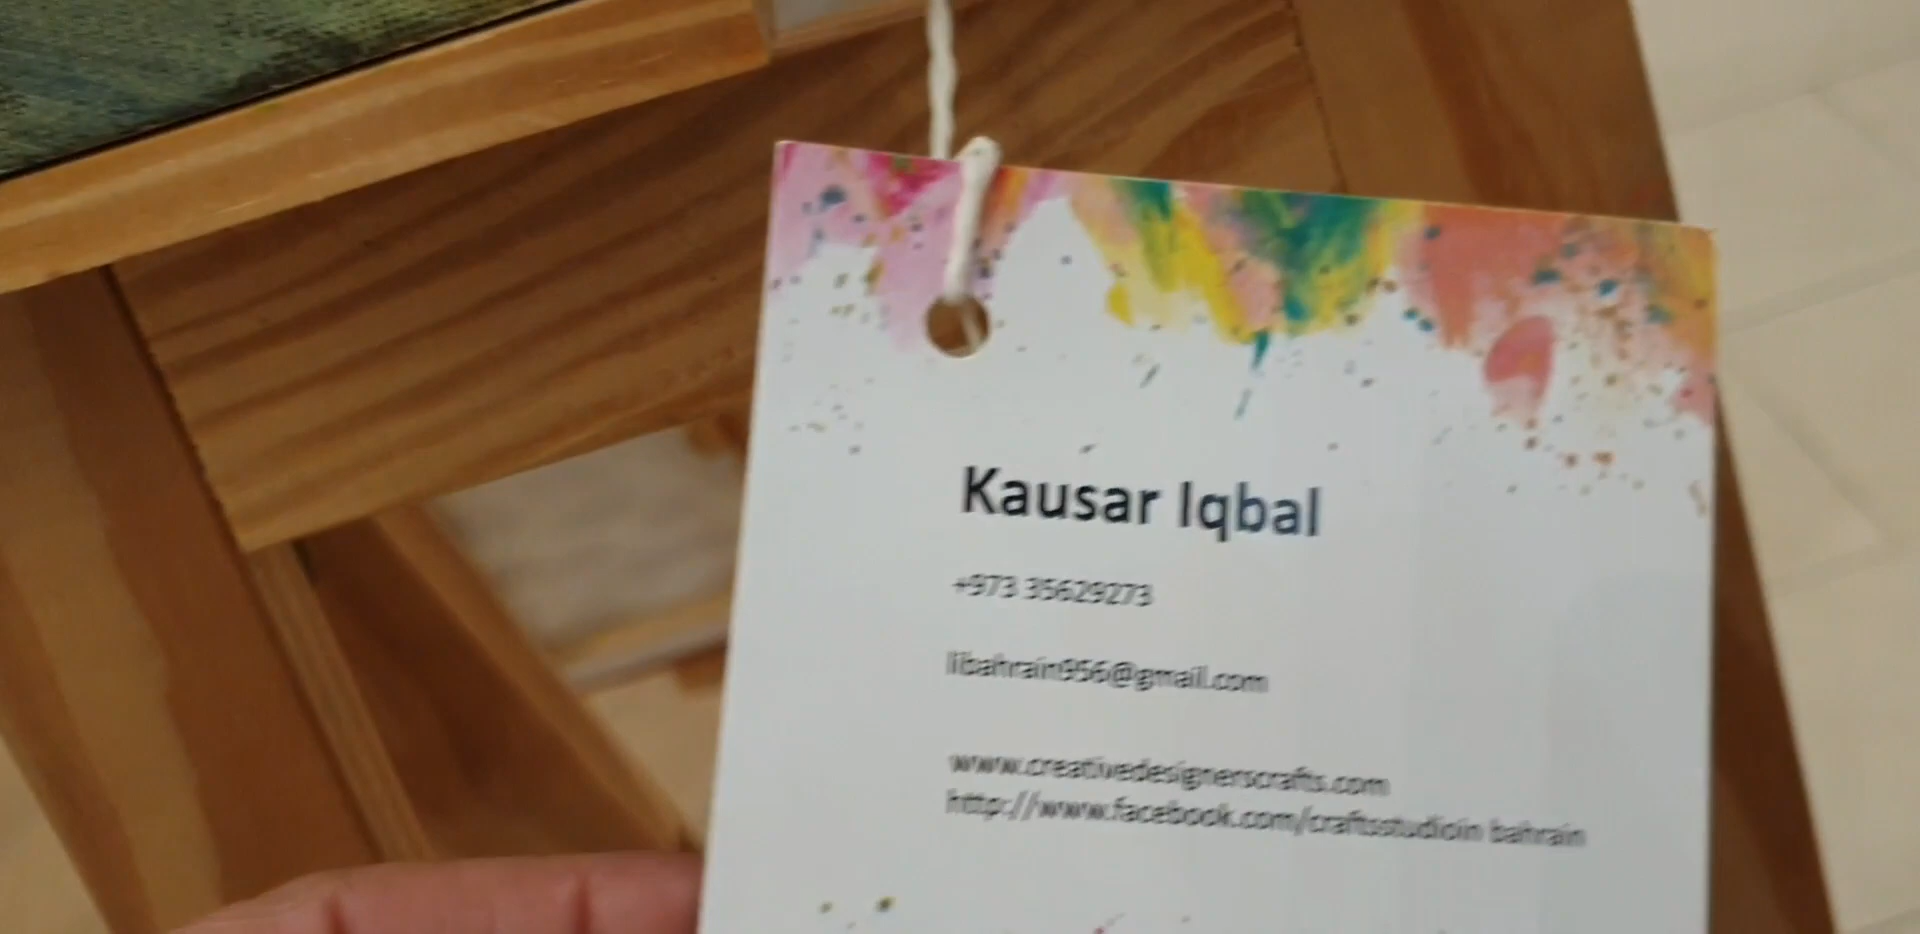 Kausar Iqbal
+973 35629273
libahrain956@gmail.com
www.creativedesignerscrafts.com
http://www.facebook.com/craftsstudioin bahrain